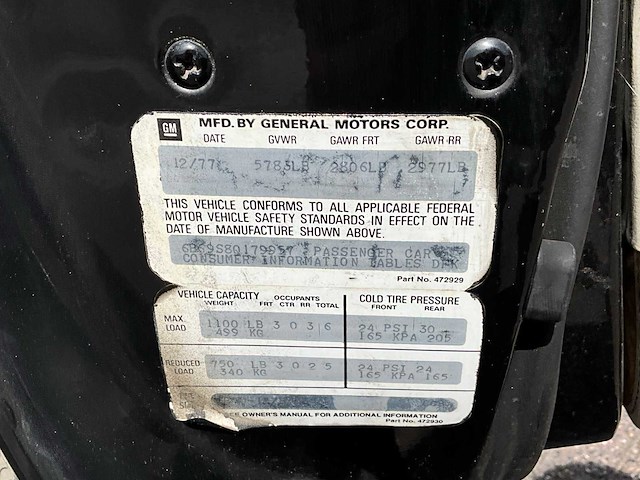 GM
MFD. BY GENERAL MOTORS CORP.
DATE GVWR GAWR FRT GAWR RR
12/77 5783LB 2806LB 2977LB
THIS VEHICLE CONFORMS TO ALL APPLICABLE FEDERAL
MOTOR VEHICLE SAFETY STANDARDS IN EFFECT ON THE
DATE OF MANUFACTURE SHOWN ABOVE.
PASSENGER CAR
CONSUMER INFORMATION TABLES
Part No. 472929
VEHICLE CAPACITY OCCUPANTS COLD TIRE PRESSURE
WEIGHT FRT CTR RR TOTAL FRONT REAR
MAX. LOAD 1100 LB 3 0 3 6 24 PSI 30
499 KG 165 KPA 205
REDUCED LOAD 750 LB 3 0 2 5 24 PSI 24
340 KG 165 KPA 165
SEE OWNER'S MANUAL FOR ADDITIONAL INFORMATION
Part No. 472930